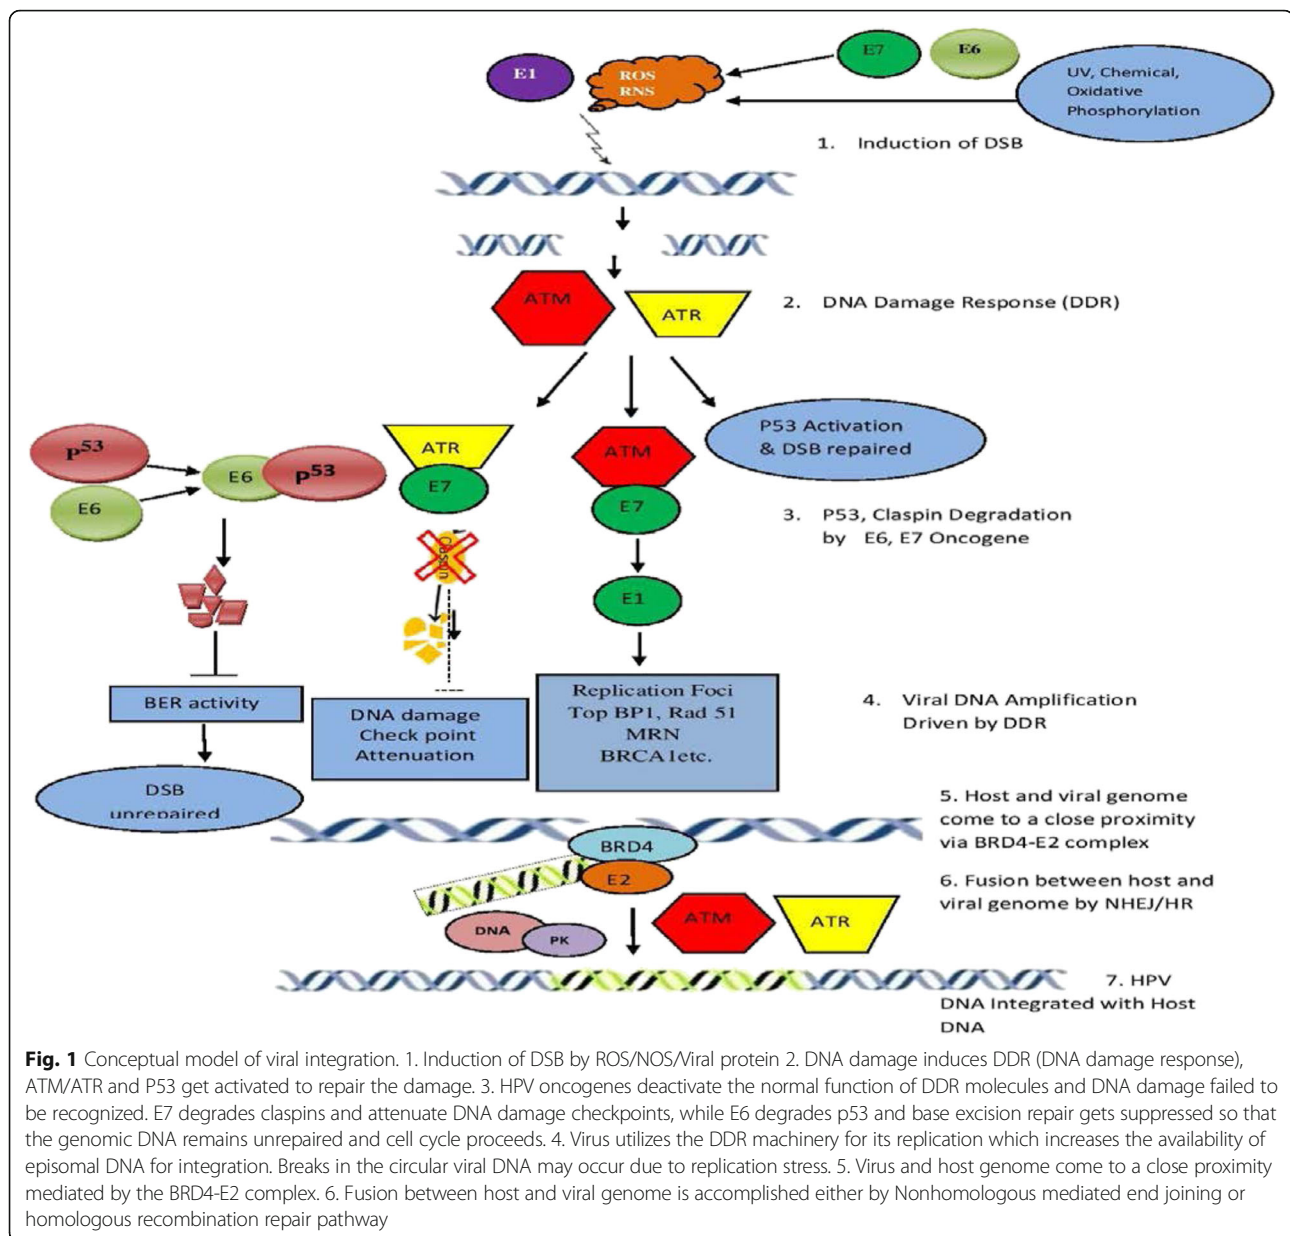 E7
E6
E1
ROS
RNS
UV, Chemical,
Oxidative
Phosphorylation
1. Induction of DSB
ATM
ATR
2. DNA Damage Response (DDR)
P53 Activation
& DSB repaired
P53
E6
E6
P53
ATR
E7
ATM
E7
3. P53, Claspin Degradation
by E6, E7 Oncogene
E1
BER activity
DNA damage
Check point
Attenuation
Replication Foci
Top BP1, Rad 51
MRN
BRCA1etc.
4. Viral DNA Amplification
Driven by DDR
DSB
unrepaired
5. Host and viral genome
come to a close proximity
via BRD4-E2 complex
BRD4
E2
6. Fusion between host and
viral genome by NHEJ/HR
ATM
ATR
DNA
PK
7. HPV
DNA Integrated with Host
DNA
Fig. 1 Conceptual model of viral integration. 1. Induction of DSB by ROS/NOS/Viral protein 2. DNA damage induces DDR (DNA damage response),
ATM/ATR and P53 get activated to repair the damage. 3. HPV oncogenes deactivate the normal function of DDR molecules and DNA damage failed to
be recognized. E7 degrades claspins and attenuate DNA damage checkpoints, while E6 degrades p53 and base excision repair gets suppressed so that
the genomic DNA remains unrepaired and cell cycle proceeds. 4. Virus utilizes the DDR machinery for its replication which increases the availability of
episomal DNA for integration. Breaks in the circular viral DNA may occur due to replication stress. 5. Virus and host genome come to a close proximity
mediated by the BRD4-E2 complex. 6. Fusion between host and viral genome is accomplished either by Nonhomologous mediated end joining or
homologous recombination repair pathway